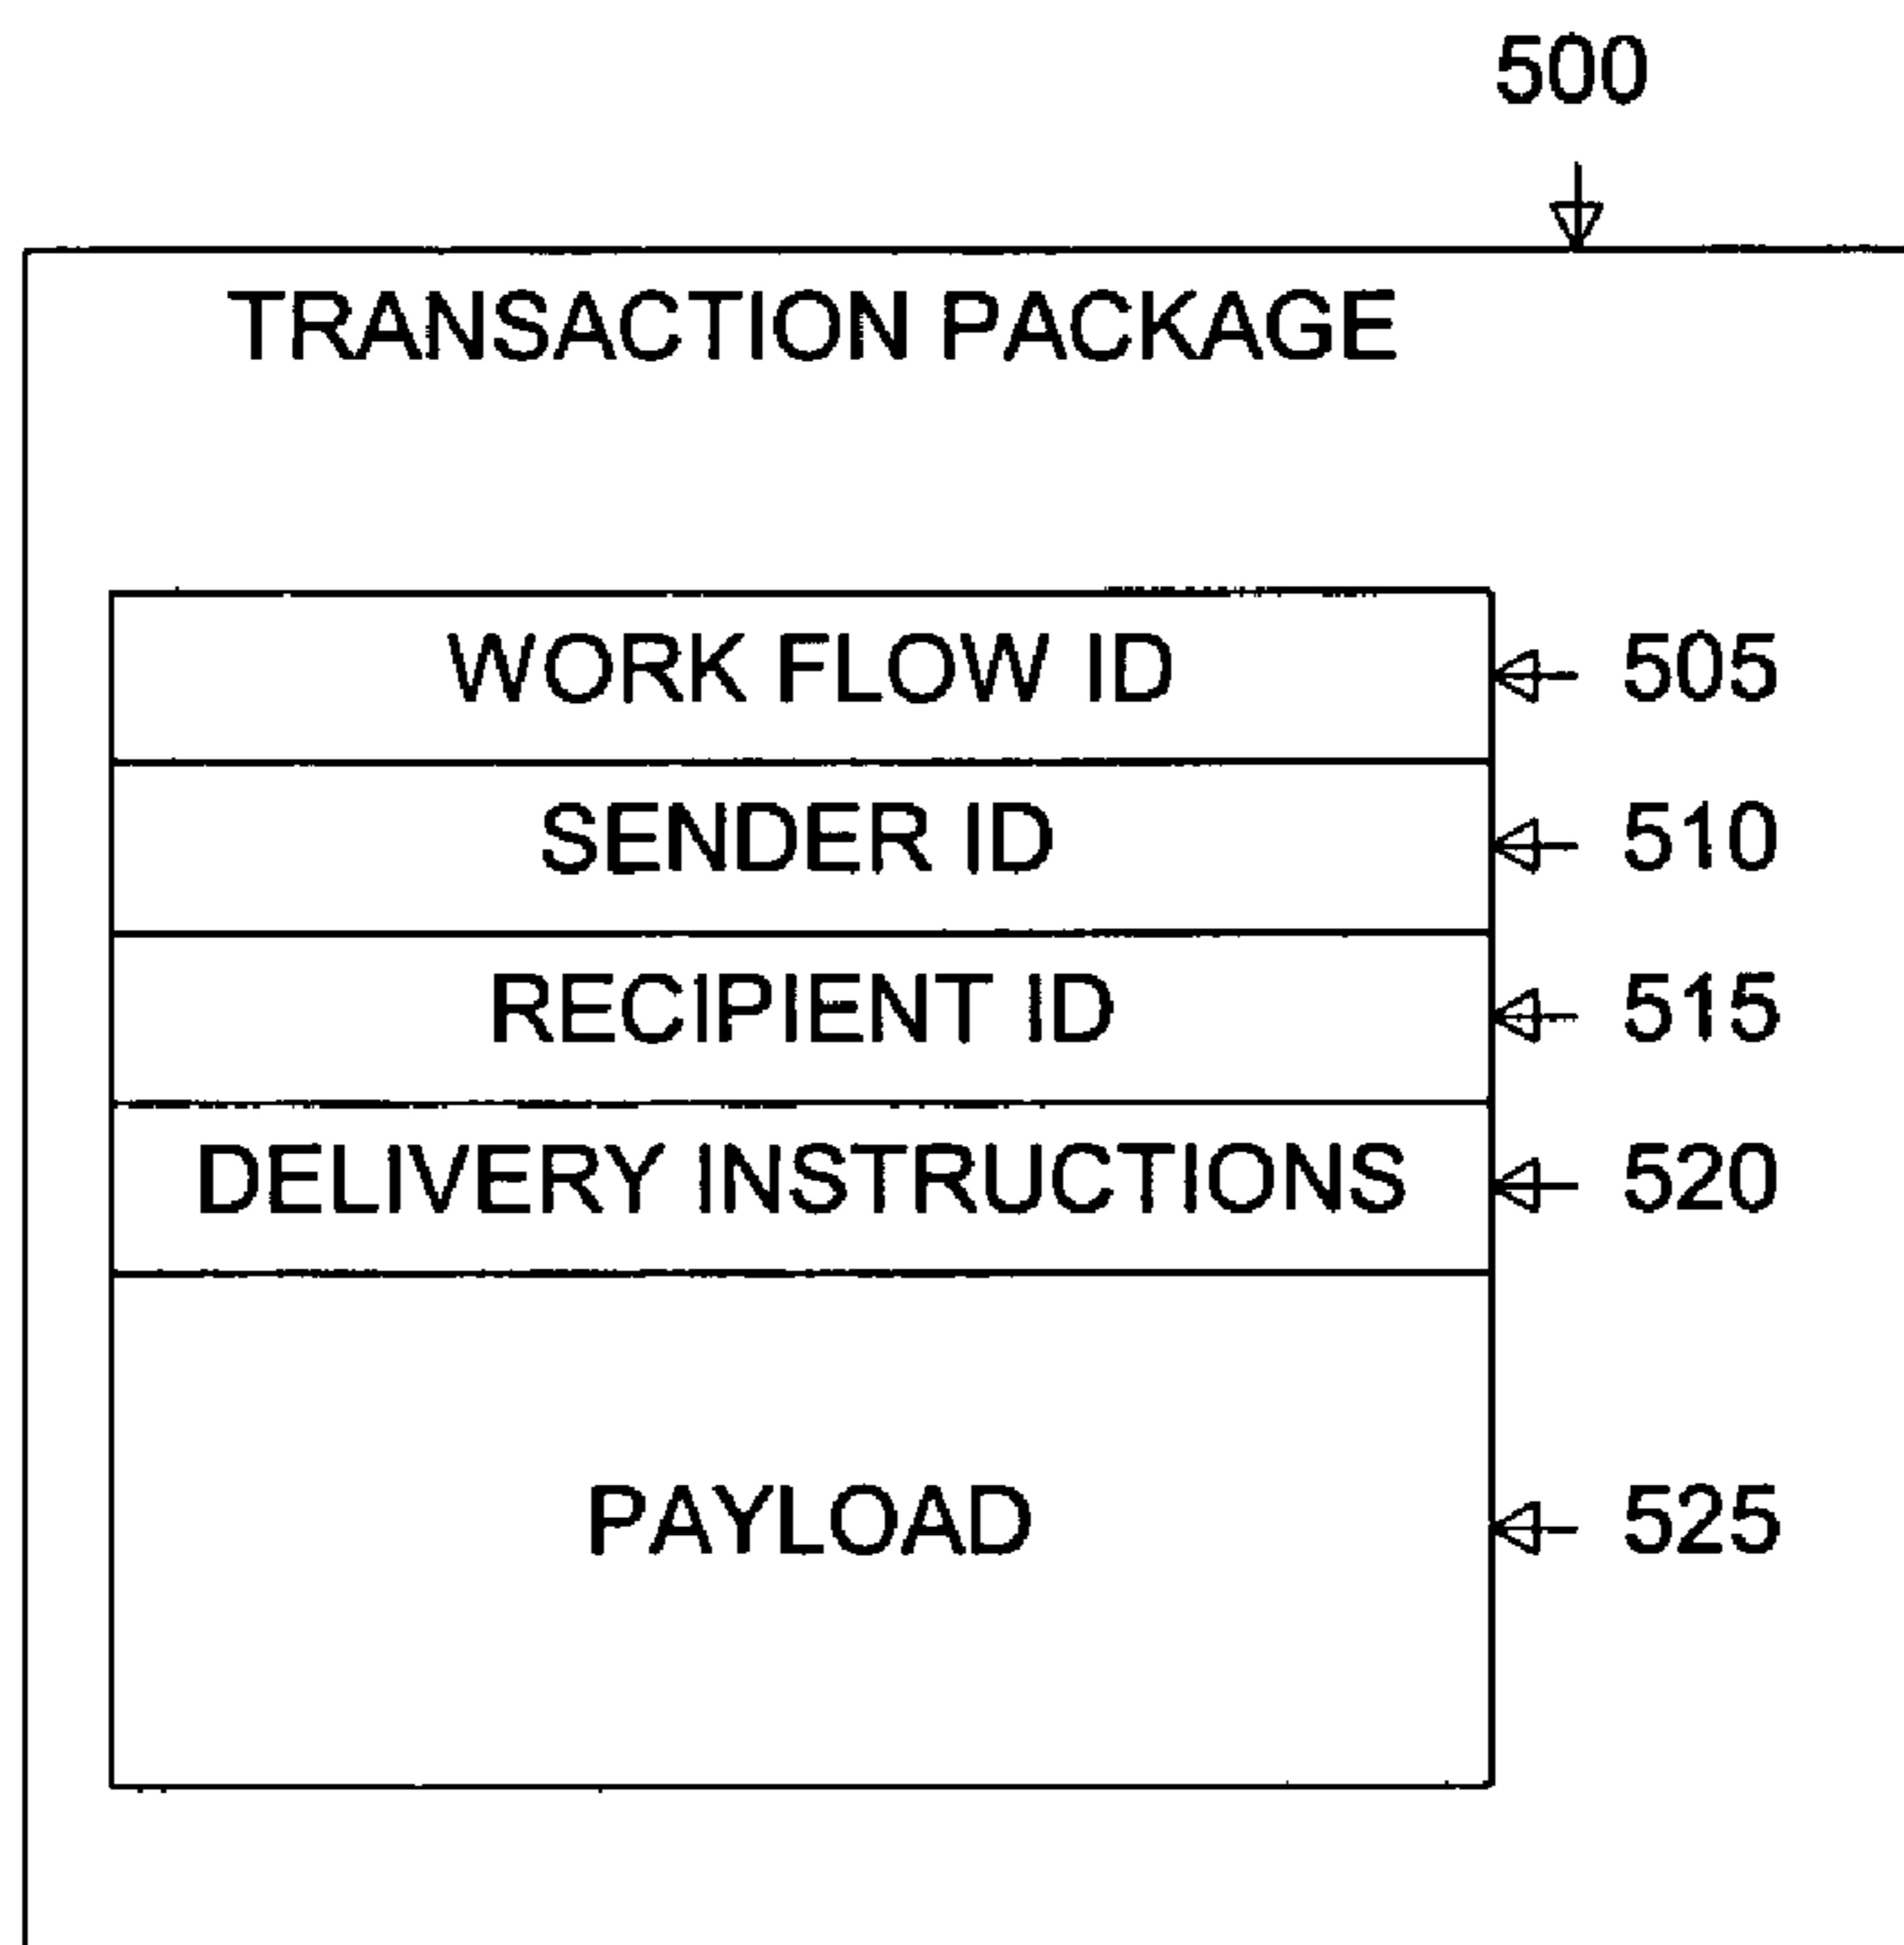 500
TRANSACTION PACKAGE
WORK FLOW ID 505
SENDER ID 510
RECIPIENT ID 515
DELIVERY INSTRUCTIONS 520
PAYLOAD 525